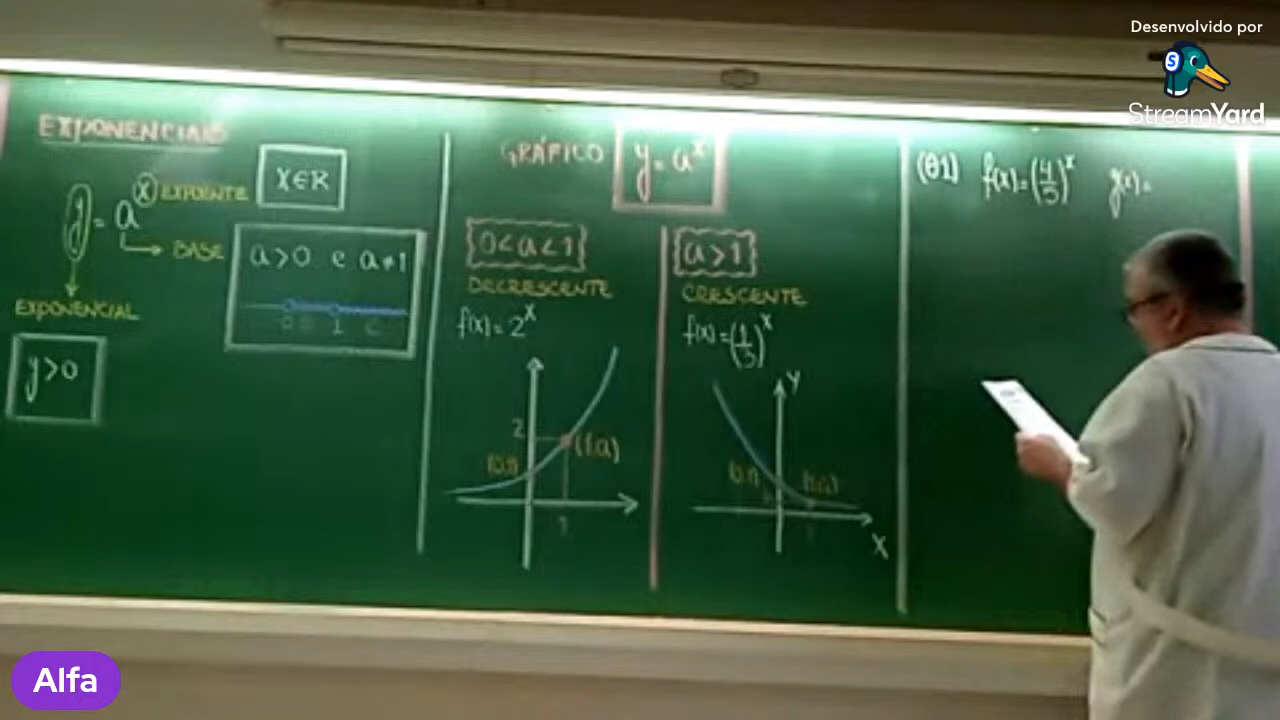 EXPONENCIAIS
y = a^x EXPOENTE
BASE
EXPONENCIAL
x∈R
a>0 e a≠1
0 1
y>0
GRÁFICO y=a^x
0<a<1
DECRESCENTE
f(x)=2^x
2
(1,a)
(0,1)
1
a>1
CRESCENTE
f(x)=(1/3)^x
y
(0,1)
(1,a)
x
(01) f(x)=(4/5)^x g(x)=
Desenvolvido por
StreamYard
Alfa